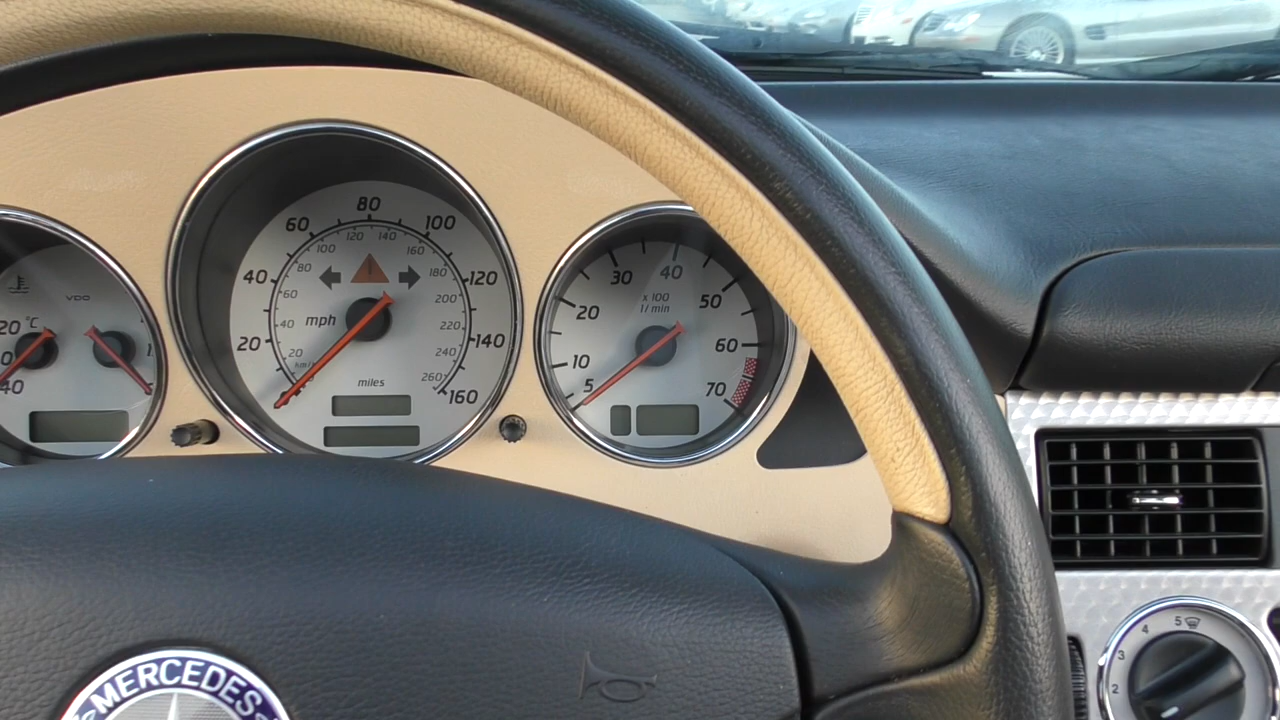 80
60 100
120 140
100 160
40 80 180 120
60 200
mph
40 220
20 20 240 140
km/h
miles 260 160
VDO
°C
40
30 40
x 100
1/min
20 50
10 60
5 70
MERCEDES
5
4
3
2